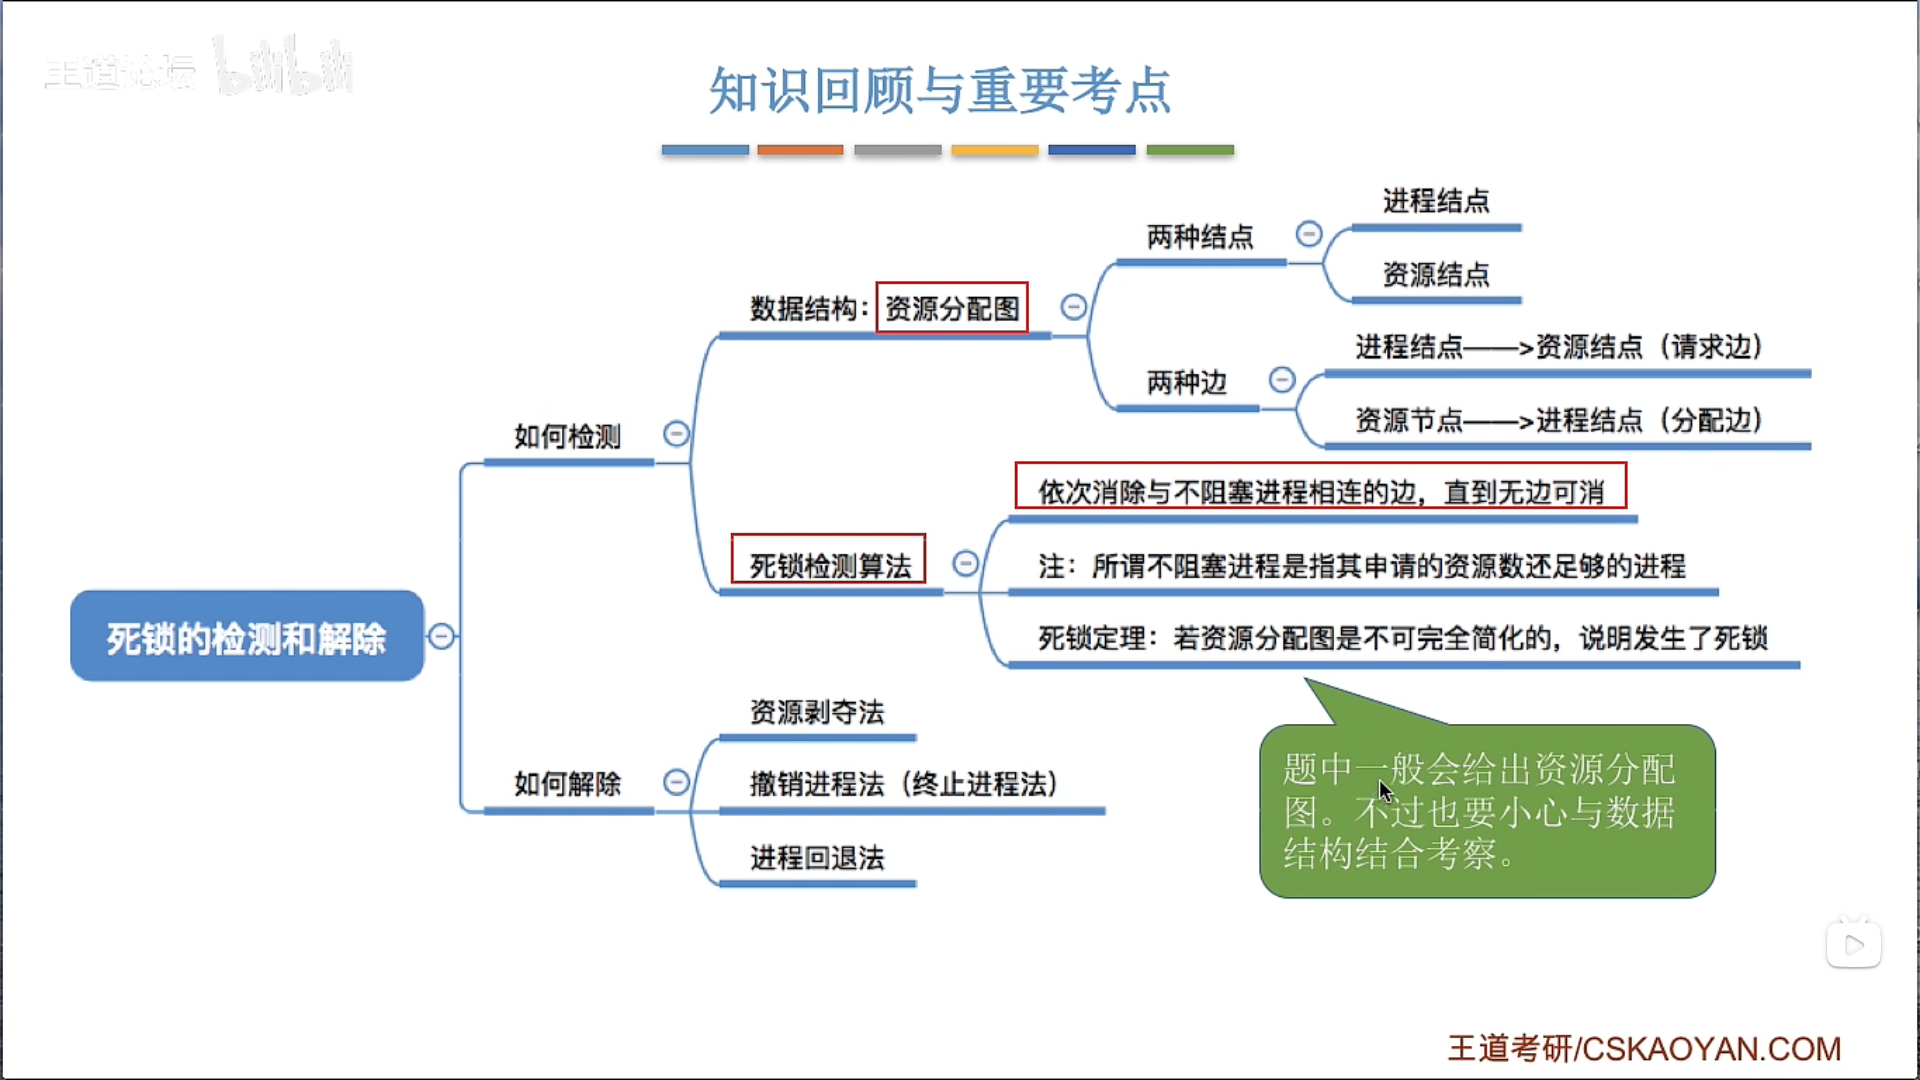 王道论坛 bilibili
知识回顾与重要考点
进程结点
两种结点
资源结点
数据结构：资源分配图
进程结点——>资源结点（请求边）
两种边
资源节点——>进程结点（分配边）
如何检测
依次消除与不阻塞进程相连的边，直到无边可消
死锁检测算法
注：所谓不阻塞进程是指其申请的资源数还足够的进程
死锁定理：若资源分配图是不可完全简化的，说明发生了死锁
死锁的检测和解除
资源剥夺法
如何解除
撤销进程法（终止进程法）
进程回退法
题中一般会给出资源分配
图。不过也要小心与数据
结构结合考察。
王道考研/CSKAOYAN.COM